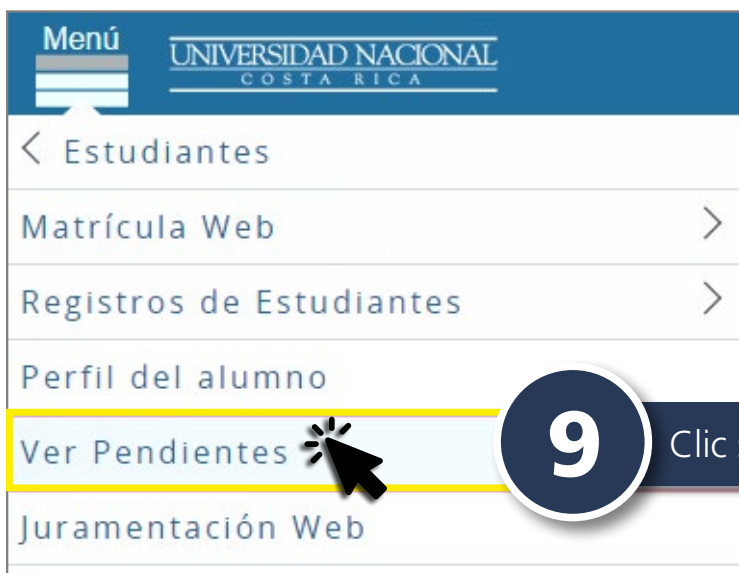 Menú
UNIVERSIDAD NACIONAL
COSTA RICA
Estudiantes
Matrícula Web
Registros de Estudiantes
Perfil del alumno
Ver Pendientes
9
Clic
Juramentación Web